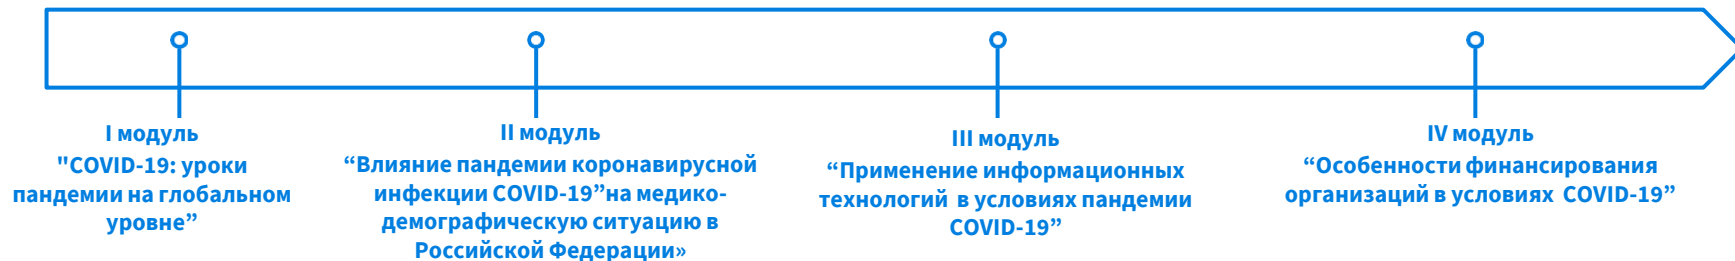 I модуль
"COVID-19: уроки
пандемии на глобальном
уровне”
II модуль
“Влияние пандемии коронавирусной
инфекции COVID-19”на медико-
демографическую ситуацию в
Российской Федерации»
III модуль
“Применение информационных
технологий в условиях пандемии
COVID-19”
IV модуль
“Особенности финансирования
организаций в условиях COVID-19”